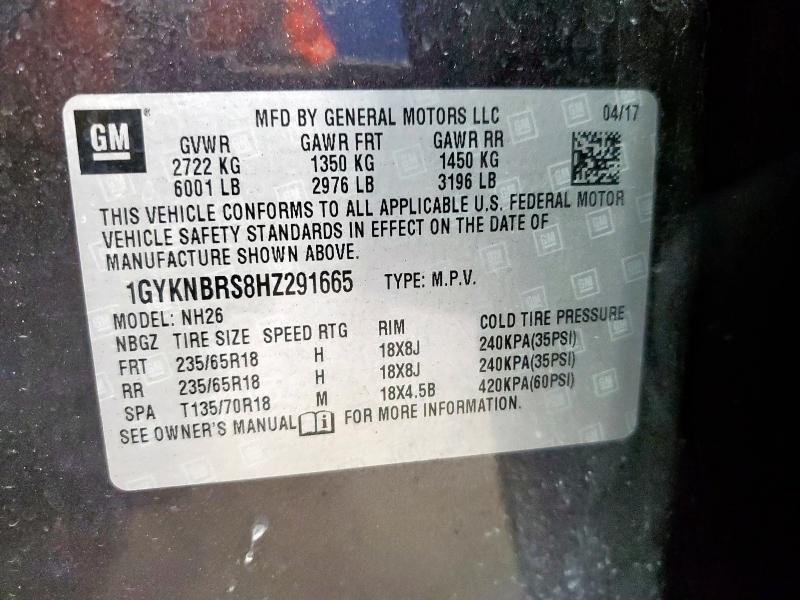 GM
MFD BY GENERAL MOTORS LLC 04/17
GVWR GAWR FRT GAWR RR
2722 KG 1350 KG 1450 KG
6001 LB 2976 LB 3196 LB
THIS VEHICLE CONFORMS TO ALL APPLICABLE U.S. FEDERAL MOTOR
VEHICLE SAFETY STANDARDS IN EFFECT ON THE DATE OF
MANUFACTURE SHOWN ABOVE.
1GYKNBRS8HZ291665 TYPE: M.P.V.
MODEL: NH26
NBGZ TIRE SIZE SPEED RTG RIM COLD TIRE PRESSURE
FRT 235/65R18 H 18X8J 240KPA(35PSI)
RR 235/65R18 H 18X8J 240KPA(35PSI)
SPA T135/70R18 M 18X4.5B 420KPA(60PSI)
SEE OWNER'S MANUAL FOR MORE INFORMATION.